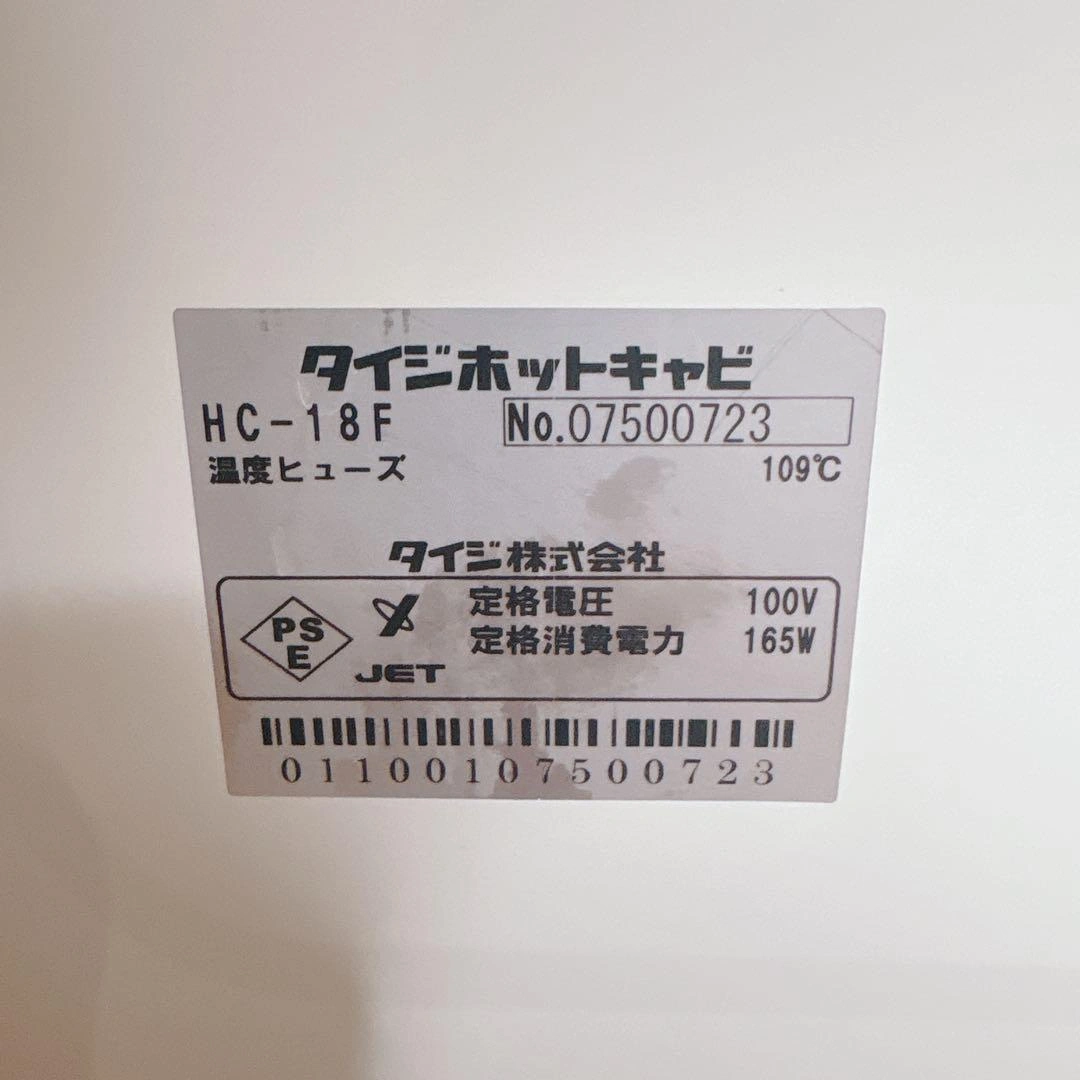 タイジホットキャビ
HC-18F No.07500723
温度ヒューズ 109℃
タイジ株式会社
PSE JET 定格電圧 100V
定格消費電力 165W
01100107500723